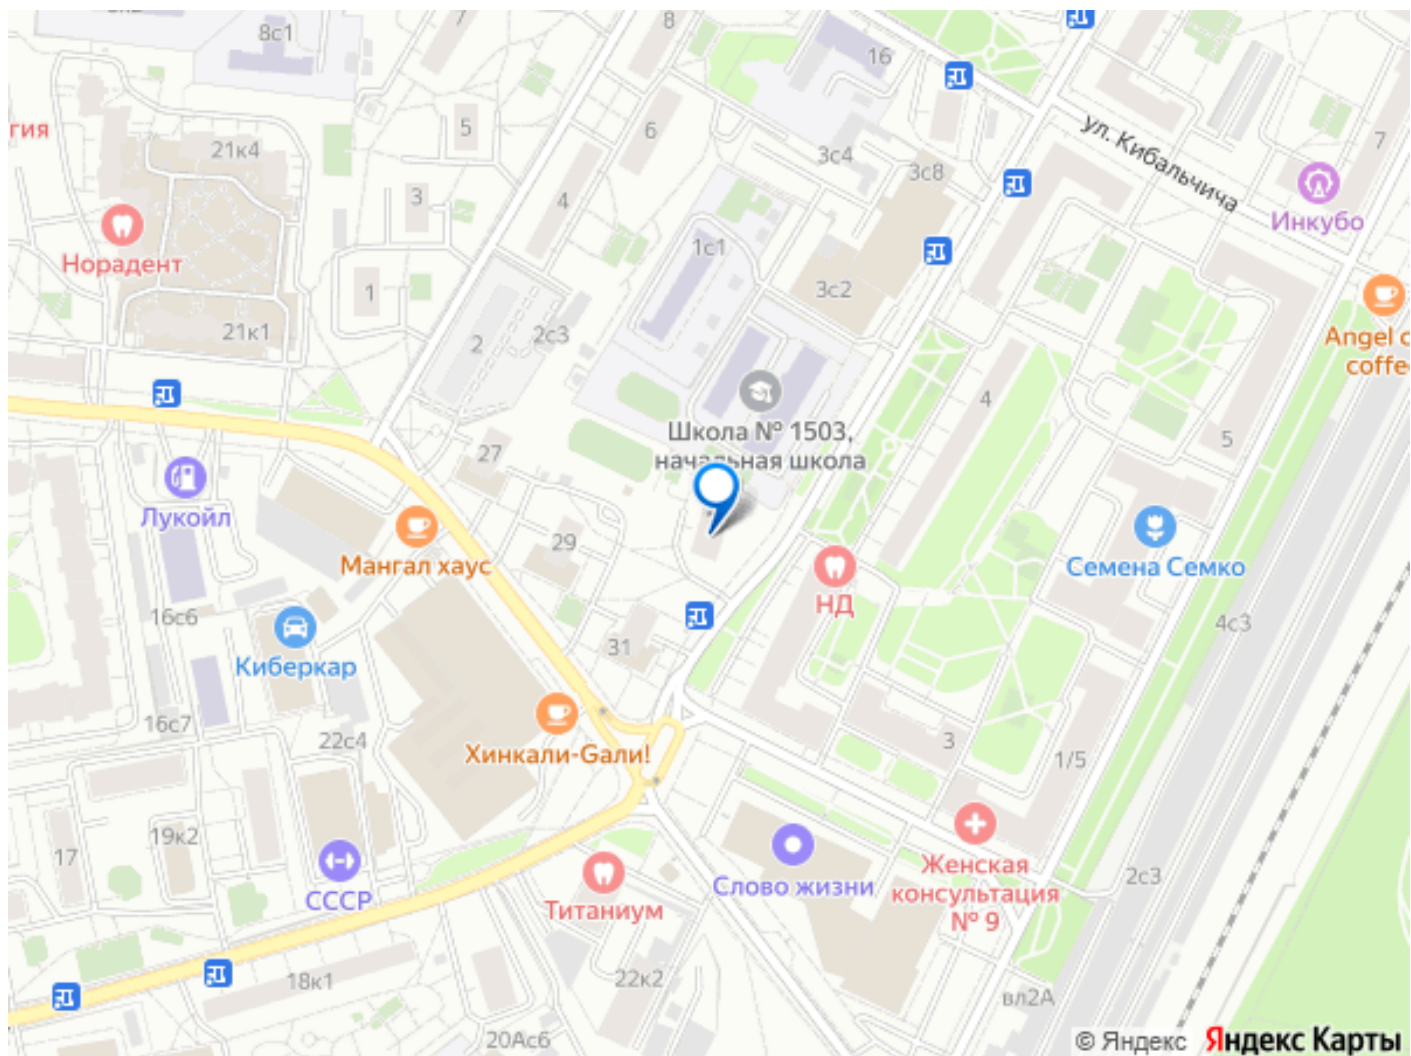 8с1
7
8
16
гия
21к4
5
6
3с4
3с8
ул. Кибальчича
7
Инкубо
3
4
Норадент
1с1
1
3с2
21к1
2
2с3
Angel c
coffe
4
Школа № 1503,
начальная школа
5
27
Лукойл
Мангал хаус
29
НД
Семена Семко
16с6
4с3
Киберкар
31
16с7
22с4
Хинкали-Gали!
3
1/5
19к2
17
СССР
Титаниум
Слово жизни
Женская
консультация
№ 9
2с3
18к1
22к2
вл2А
20Ас6
© Яндекс Яндекс Карты